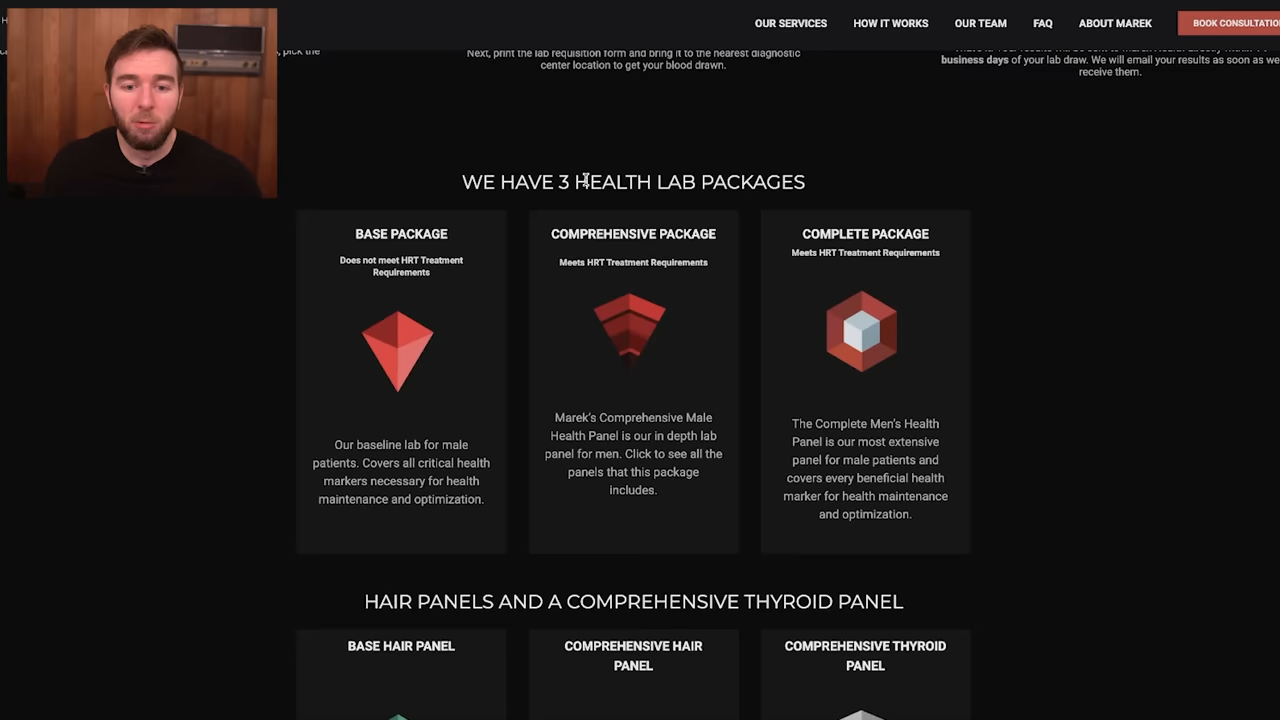 OUR SERVICES HOW IT WORKS OUR TEAM FAQ ABOUT MAREK BOOK CONSULTATIO
, pick the
Next, print the lab requisition form and bring it to the nearest diagnostic
center location to get your blood drawn.
business days of your lab draw. We will email your results as soon as we
receive them.
WE HAVE 3 HEALTH LAB PACKAGES
BASE PACKAGE
Does not meet HRT Treatment
Requirements
Our baseline lab for male
patients. Covers all critical health
markers necessary for health
maintenance and optimization.
COMPREHENSIVE PACKAGE
Meets HRT Treatment Requirements
Marek’s Comprehensive Male
Health Panel is our in depth lab
panel for men. Click to see all the
panels that this package
includes.
COMPLETE PACKAGE
Meets HRT Treatment Requirements
The Complete Men’s Health
Panel is our most extensive
panel for male patients and
covers every beneficial health
marker for health maintenance
and optimization.
HAIR PANELS AND A COMPREHENSIVE THYROID PANEL
BASE HAIR PANEL
COMPREHENSIVE HAIR
PANEL
COMPREHENSIVE THYROID
PANEL